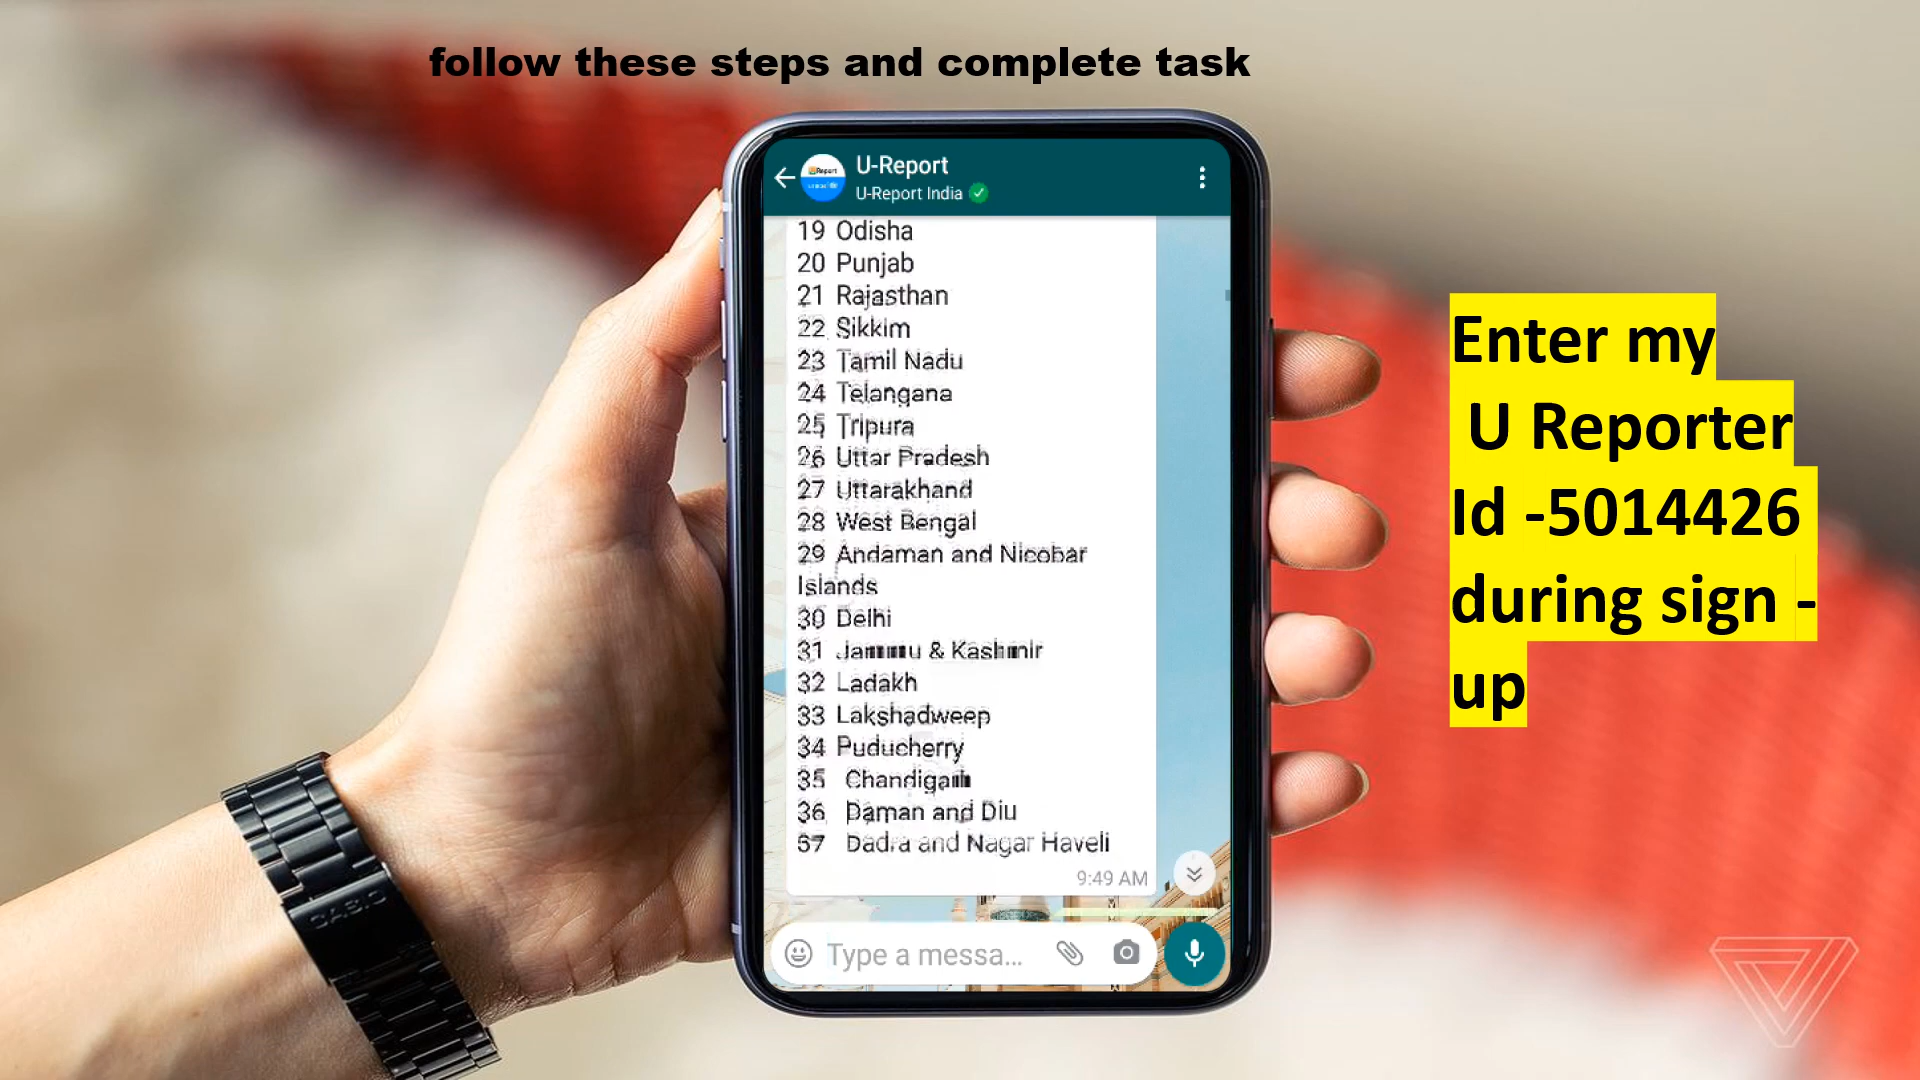 follow these steps and complete task
U-Report
U-Report India
19 Odisha
20 Punjab
21 Rajasthan
22 Sikkim
23 Tamil Nadu
24 Telangana
25 Tripura
26 Uttar Pradesh
27 Uttarakhand
28 West Bengal
29 Andaman and Nicobar
Islands
30 Delhi
31 Jammu & Kashmir
32 Ladakh
33 Lakshadweep
34 Puducherry
35 Chandigarh
36 Daman and Diu
37 Dadra and Nagar Haveli
9:49 AM
Type a messa...
Enter my
U Reporter
Id -5014426
during sign -
up
CASIO